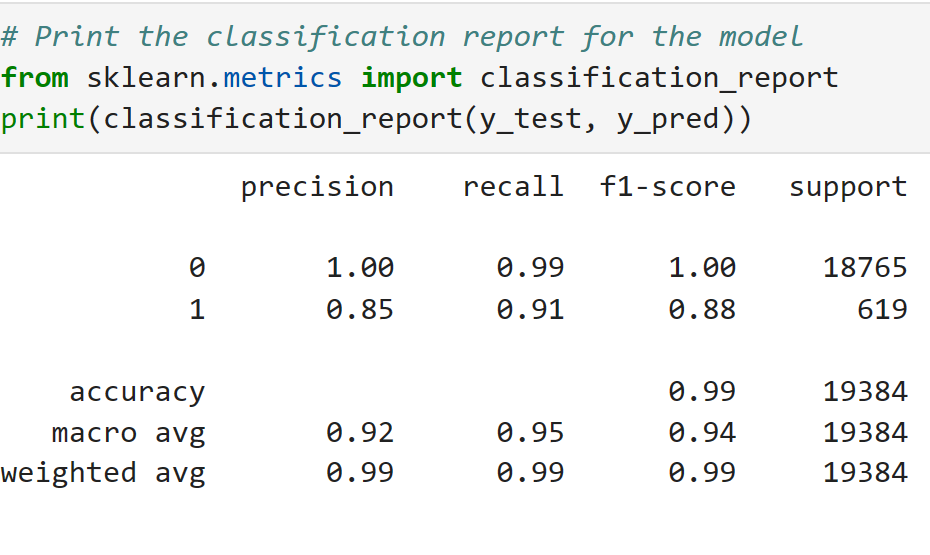 # Print the classification report for the model
from sklearn.metrics import classification_report
print(classification_report(y_test, y_pred))
precision recall f1-score support
0 1.00 0.99 1.00 18765
1 0.85 0.91 0.88 619
accuracy 0.99 19384
macro avg 0.92 0.95 0.94 19384
weighted avg 0.99 0.99 0.99 19384